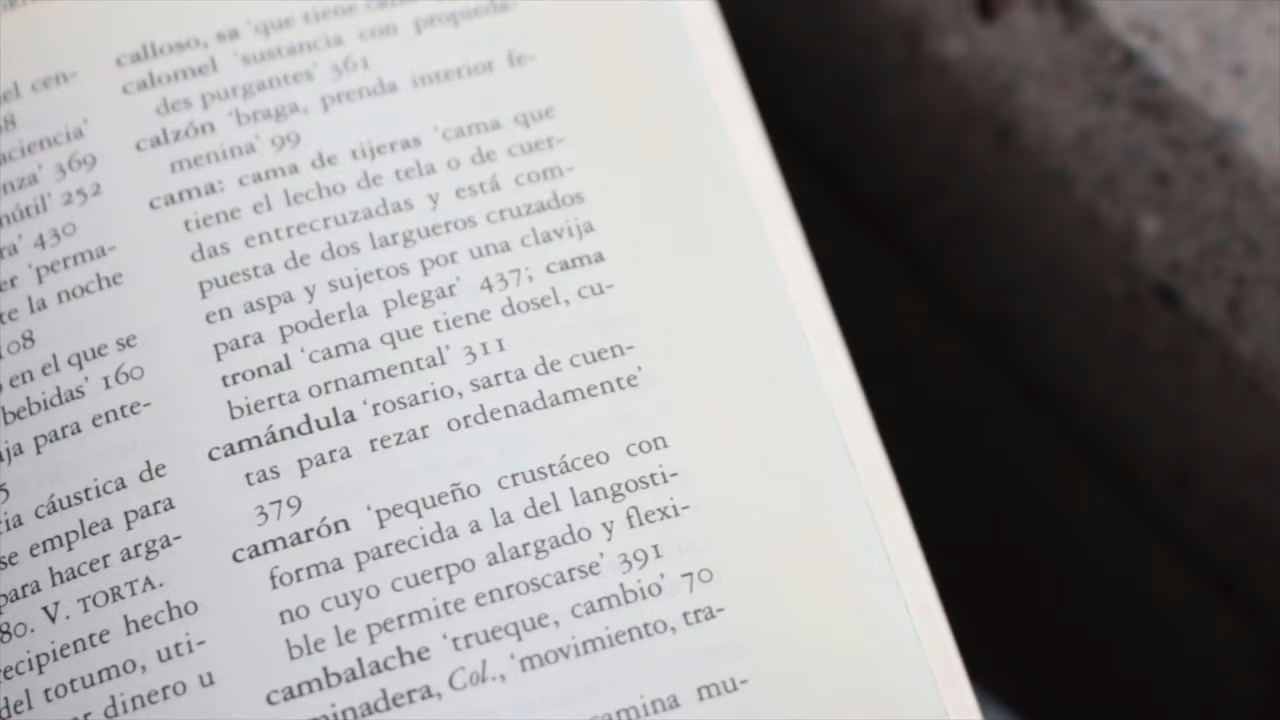 el cen-
8
aciencia'
nza' 369
nútil' 252
ra' 430
er 'perma-
te la noche
108
en el que se
bebidas' 160
ija para ente-
5
ia cáustica de
se emplea para
para hacer arga-
80. V. TORTA.
recipiente hecho
del totumo, uti-
dinero u
calloso, sa 'que tiene
calomel 'sustancia con propieda-
des purgantes' 361
calzón 'braga, prenda interior fe-
menina' 99
cama: cama de tijeras 'cama que
tiene el lecho de tela o de cuer-
das entrecruzadas y está com-
puesta de dos largueros cruzados
en aspa y sujetos por una clavija
para poderla plegar' 437; cama
tronal 'cama que tiene dosel, cu-
bierta ornamental' 311
camándula 'rosario, sarta de cuen-
tas para rezar ordenadamente'
379
camarón 'pequeño crustáceo con
forma parecida a la del langosti-
no cuyo cuerpo alargado y flexi-
ble le permite enroscarse' 391
cambalache 'trueque, cambio' 70
minadera, Col., 'movimiento, tra-
camina mu-